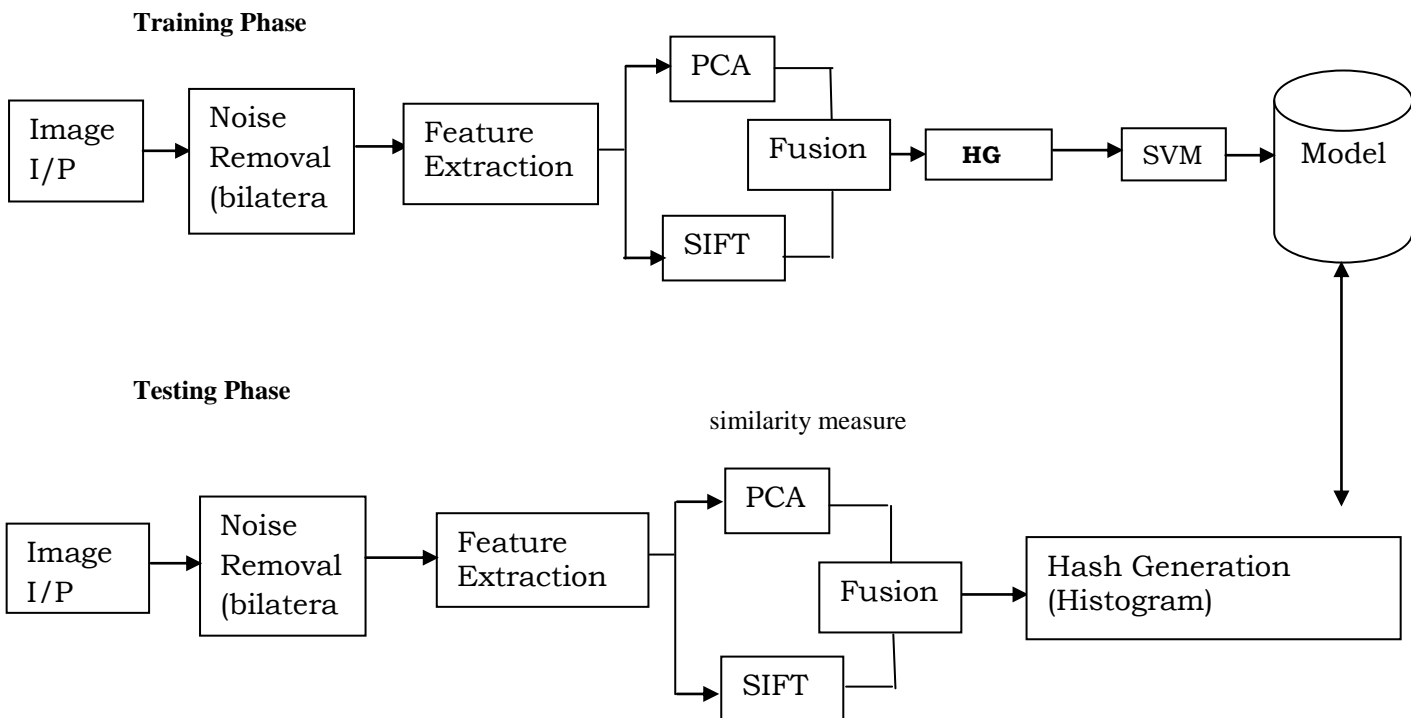 Training Phase
Image
I/P
Noise
Removal
(bilatera
Feature
Extraction
PCA
SIFT
Fusion
HG
SVM
Model
Testing Phase
similarity measure
Image
I/P
Noise
Removal
(bilatera
Feature
Extraction
PCA
SIFT
Fusion
Hash Generation
(Histogram)